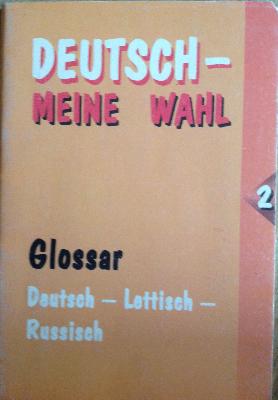 DEUTSCH–
MEINE WAHL
2
Glossar
Deutsch – Lettisch –
Russisch